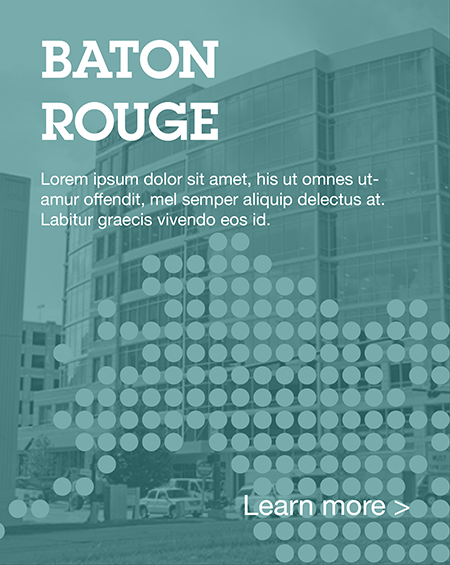 BATON
ROUGE
Lorem ipsum dolor sit amet, his ut omnes ut-
amur offendit, mel semper aliquip delectus at.
Labitur graecis vivendo eos id.
Learn more >